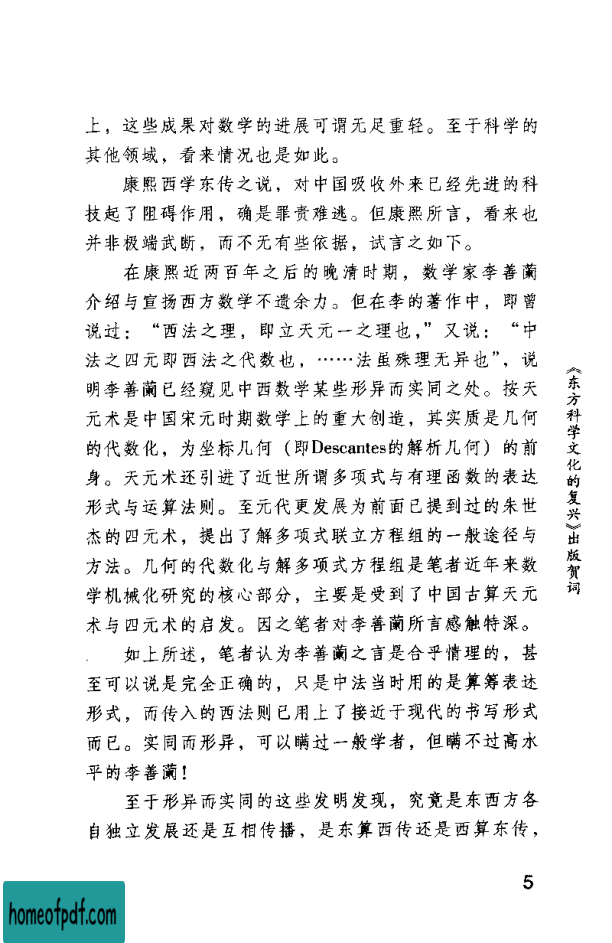 上，这些成果对数学的进展可谓无足重轻。至于科学的
其他领域，看来情况也是如此。
康熙西学东传之说，对中国吸收外来已经先进的科
技起了阻碍作用，确是罪责难逃。但康熙所言，看来也
并非极端武断，而不无有些依据，试言之如下。
在康熙近两百年之后的晚清时期，数学家李善蘭
介绍与宣扬西方数学不遗余力。但在李的著作中，即曾
说过：“西法之理，即立天元一之理也，”又说：“中
法之四元即西法之代数也，……法虽殊理无异也”，说
明李善蘭已经窥见中西数学某些形异而实同之处。按天
元术是中国宋元时期数学上的重大创造，其实质是几何
的代数化，为坐标几何（即Descantes的解析几何）的前
身。天元术还引进了近世所谓多项式与有理函数的表达
形式与运算法则。至元代更发展为前面已提到过的朱世
杰的四元术，提出了解多项式联立方程组的一般途径与
方法。几何的代数化与解多项式方程组是笔者近年来数
学机械化研究的核心部分，主要是受到了中国古算天元
术与四元术的启发。因之笔者对李善蘭所言感触特深。
如上所述，笔者认为李善蘭之言是合乎情理的，甚
至可以说是完全正确的，只是中法当时用的是算筹表达
形式，而传入的西法则已用上了接近于现代的书写形式
而已。实同而形异，可以瞒过一般学者，但瞒不过高水
平的李善蘭！
至于形异而实同的这些发明发现，究竟是东西方各
自独立发展还是互相传播，是东算西传还是西算东传，
《东方科学文化的复兴》出版贺词
5
homeofpdf.com